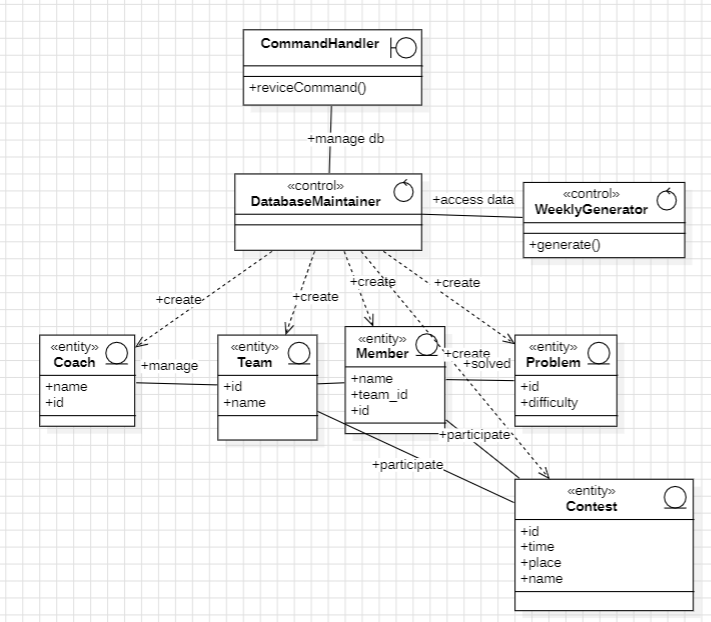 CommandHandler
+reviceCommand()
+manage db
«control»
DatabaseMaintainer
+access data
«control»
WeeklyGenerator
+generate()
+create
+create
+create
+create
+create
«entity»
Coach
+name
+id
+manage
«entity»
Team
+id
+name
«entity»
Member
+name
+team_id
+id
+solved
«entity»
Problem
+id
+difficulty
+participate
+participate
«entity»
Contest
+id
+time
+place
+name